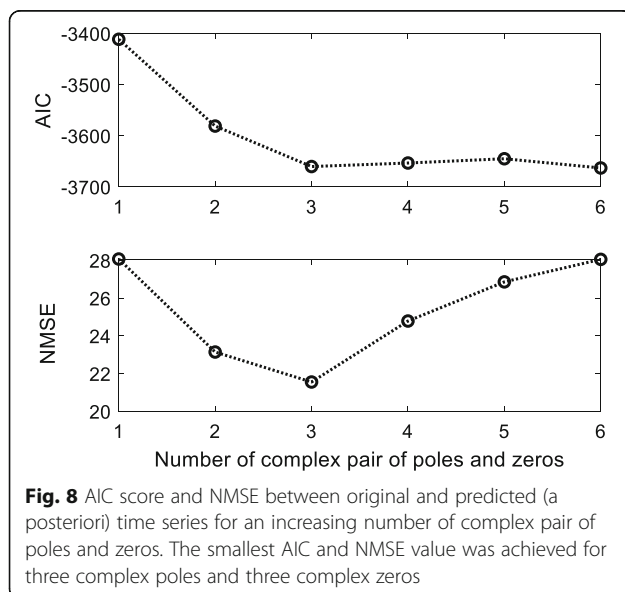 -3400
-3500
-3600
-3700
AIC
1 2 3 4 5 6
28
26
24
22
20
NMSE
1 2 3 4 5 6
Number of complex pair of poles and zeros
Fig. 8 AIC score and NMSE between original and predicted (a
posteriori) time series for an increasing number of complex pair of
poles and zeros. The smallest AIC and NMSE value was achieved for
three complex poles and three complex zeros